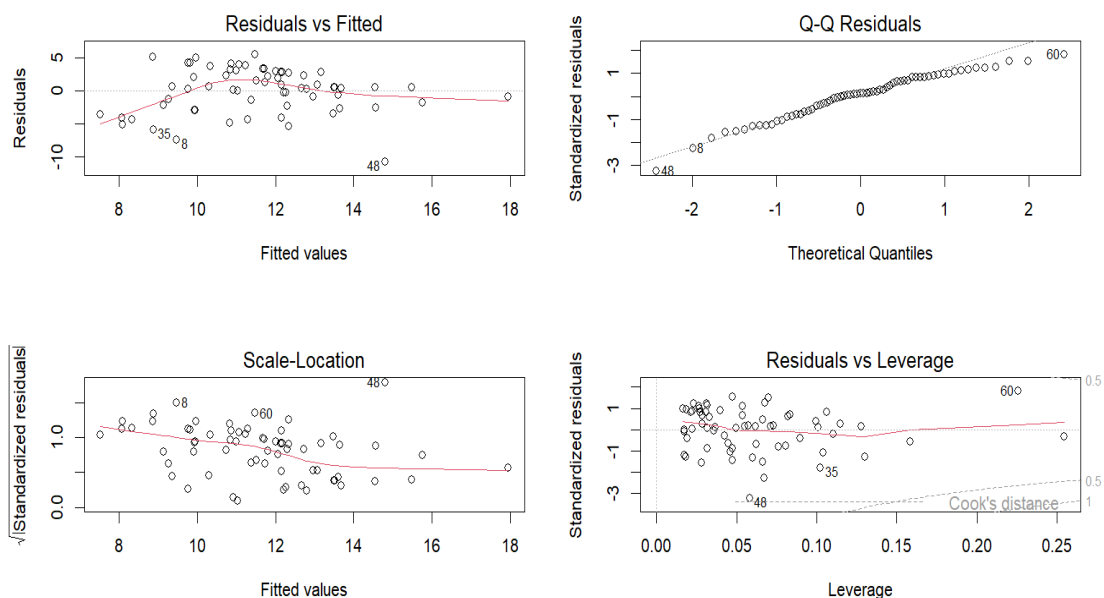 Residuals vs Fitted
Residuals
5
0
-10
35
8
48
8 10 12 14 16 18
Fitted values
Q-Q Residuals
Standardized residuals
1
-1
-3
60
8
48
-2 -1 0 1 2
Theoretical Quantiles
Scale-Location
√|Standardized residuals|
1.0
0.0
8
60
48
8 10 12 14 16 18
Fitted values
Residuals vs Leverage
Standardized residuals
1
-1
-3
60
35
48
Cook's distance
0.5
0.5
1
0.00 0.05 0.10 0.15 0.20 0.25
Leverage